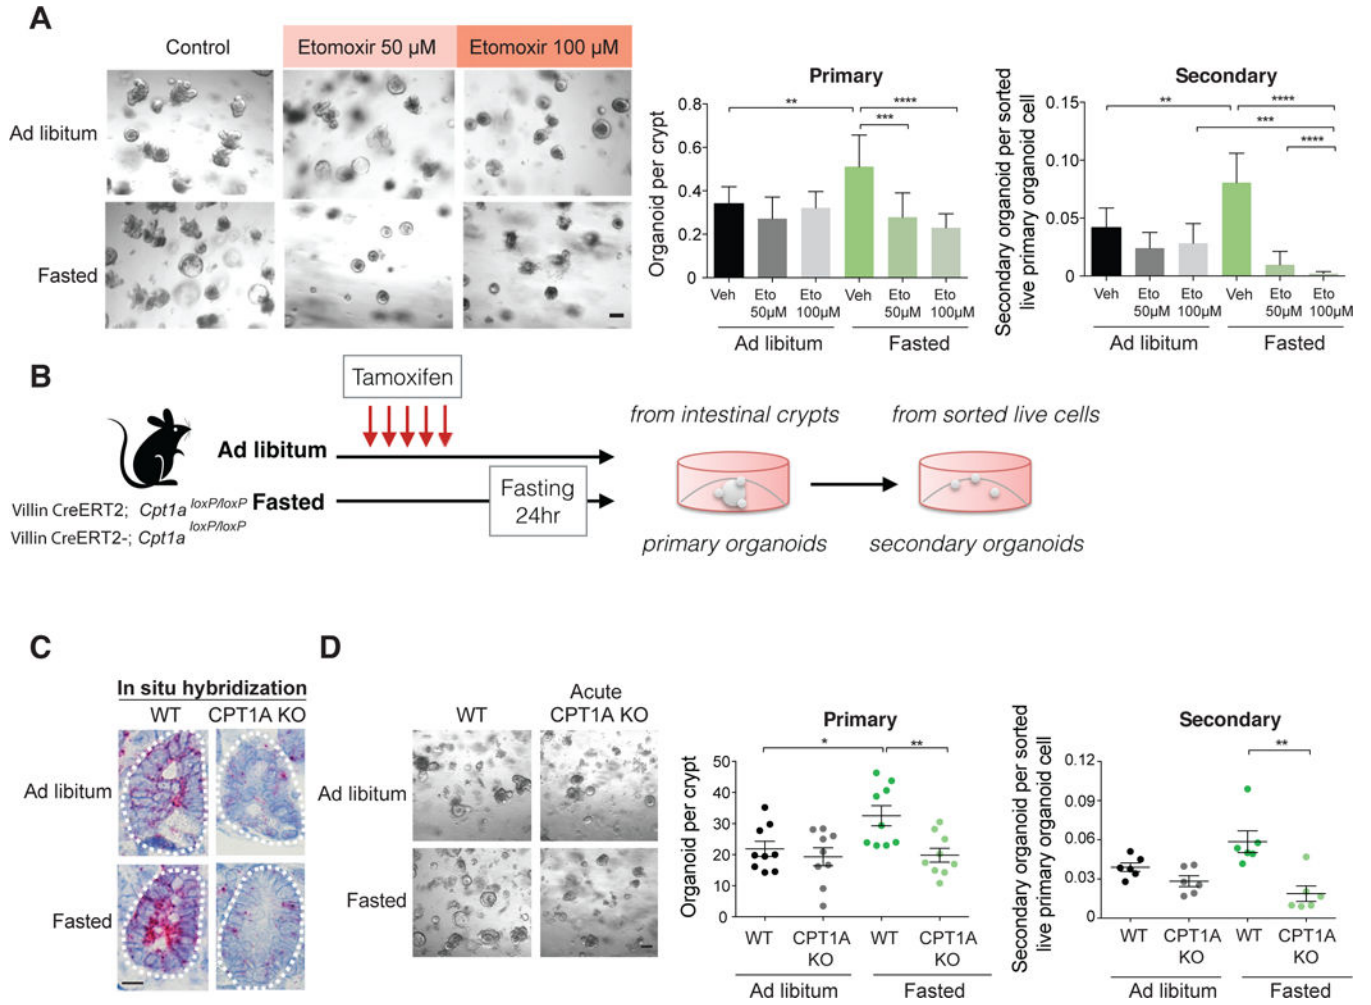 A
Control
Etomoxir 50 µM
Etomoxir 100 µM
Ad libitum
Fasted
Primary
Organoid per crypt
0.8
0.6
0.4
0.2
0
**
****
***
Veh
Eto
50µM
Eto
100µM
Veh
Eto
50µM
Eto
100µM
Ad libitum
Fasted
Secondary
Secondary organoid per sorted
live primary organoid cell
0.15
0.10
0.05
0
**
****
***
****
Veh
Eto
50µM
Eto
100µM
Veh
Eto
50µM
Eto
100µM
Ad libitum
Fasted
B
Tamoxifen
Ad libitum
Villin CreERT2; Cpt1a loxP/loxP
Villin CreERT2-; Cpt1a loxP/loxP
Fasted
Fasting
24hr
from intestinal crypts
primary organoids
from sorted live cells
secondary organoids
C
In situ hybridization
WT
CPT1A KO
Ad libitum
Fasted
D
WT
Acute
CPT1A KO
Ad libitum
Fasted
Primary
Organoid per crypt
50
40
30
20
10
0
*
**
WT
CPT1A
KO
WT
CPT1A
KO
Ad libitum
Fasted
Secondary
Secondary organoid per sorted
live primary organoid cell
0.12
0.09
0.06
0.03
0
**
WT
CPT1A
KO
WT
CPT1A
KO
Ad libitum
Fasted